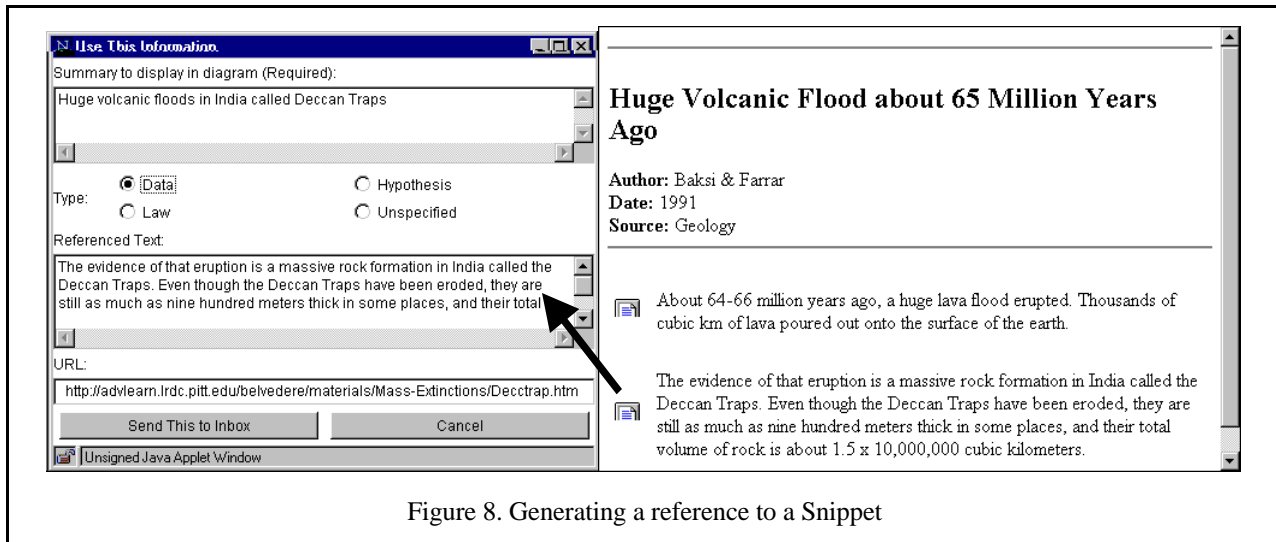 Use This Information
Summary to display in diagram (Required):
Huge volcanic floods in India called Deccan Traps
Type:
Data
Hypothesis
Law
Unspecified
Referenced Text:
The evidence of that eruption is a massive rock formation in India called the
Deccan Traps. Even though the Deccan Traps have been eroded, they are
still as much as nine hundred meters thick in some places, and their total
URL:
http://advlearn.lrdc.pitt.edu/belvedere/materials/Mass-Extinctions/Decctrap.htm
Send This to Inbox
Cancel
Unsigned Java Applet Window
Huge Volcanic Flood about 65 Million Years
Ago
Author: Baksi & Farrar
Date: 1991
Source: Geology
About 64-66 million years ago, a huge lava flood erupted. Thousands of
cubic km of lava poured out onto the surface of the earth.
The evidence of that eruption is a massive rock formation in India called the
Deccan Traps. Even though the Deccan Traps have been eroded, they are
still as much as nine hundred meters thick in some places, and their total
volume of rock is about 1.5 x 10,000,000 cubic kilometers.
Figure 8. Generating a reference to a Snippet